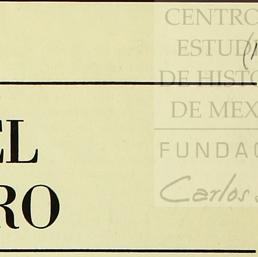 CENTRO
ESTUD
DE HISTO
DE MEX
FUNDAC
Carlos
EL
RO